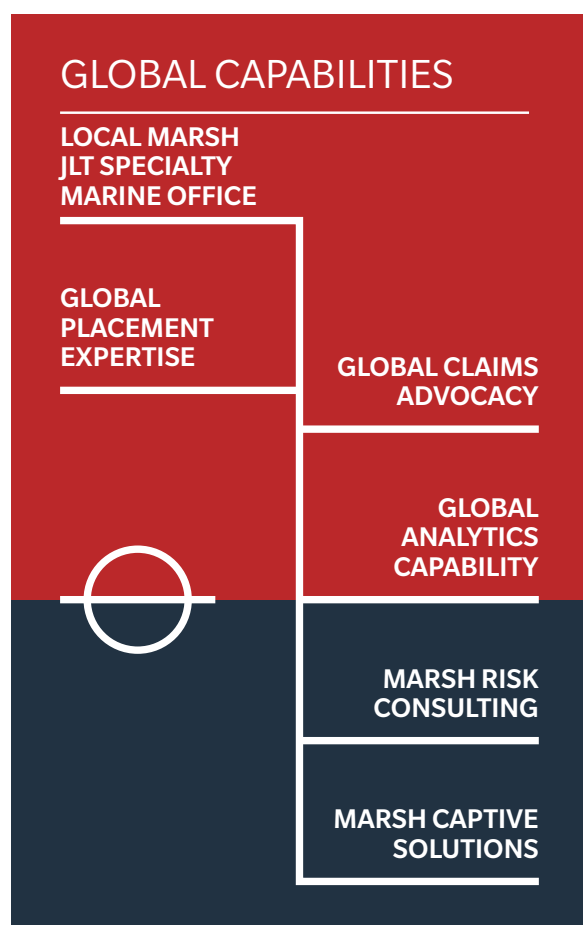 GLOBAL CAPABILITIES
LOCAL MARSH
JLT SPECIALTY
MARINE OFFICE
GLOBAL
PLACEMENT
EXPERTISE
GLOBAL CLAIMS
ADVOCACY
GLOBAL
ANALYTICS
CAPABILITY
MARSH RISK
CONSULTING
MARSH CAPTIVE
SOLUTIONS